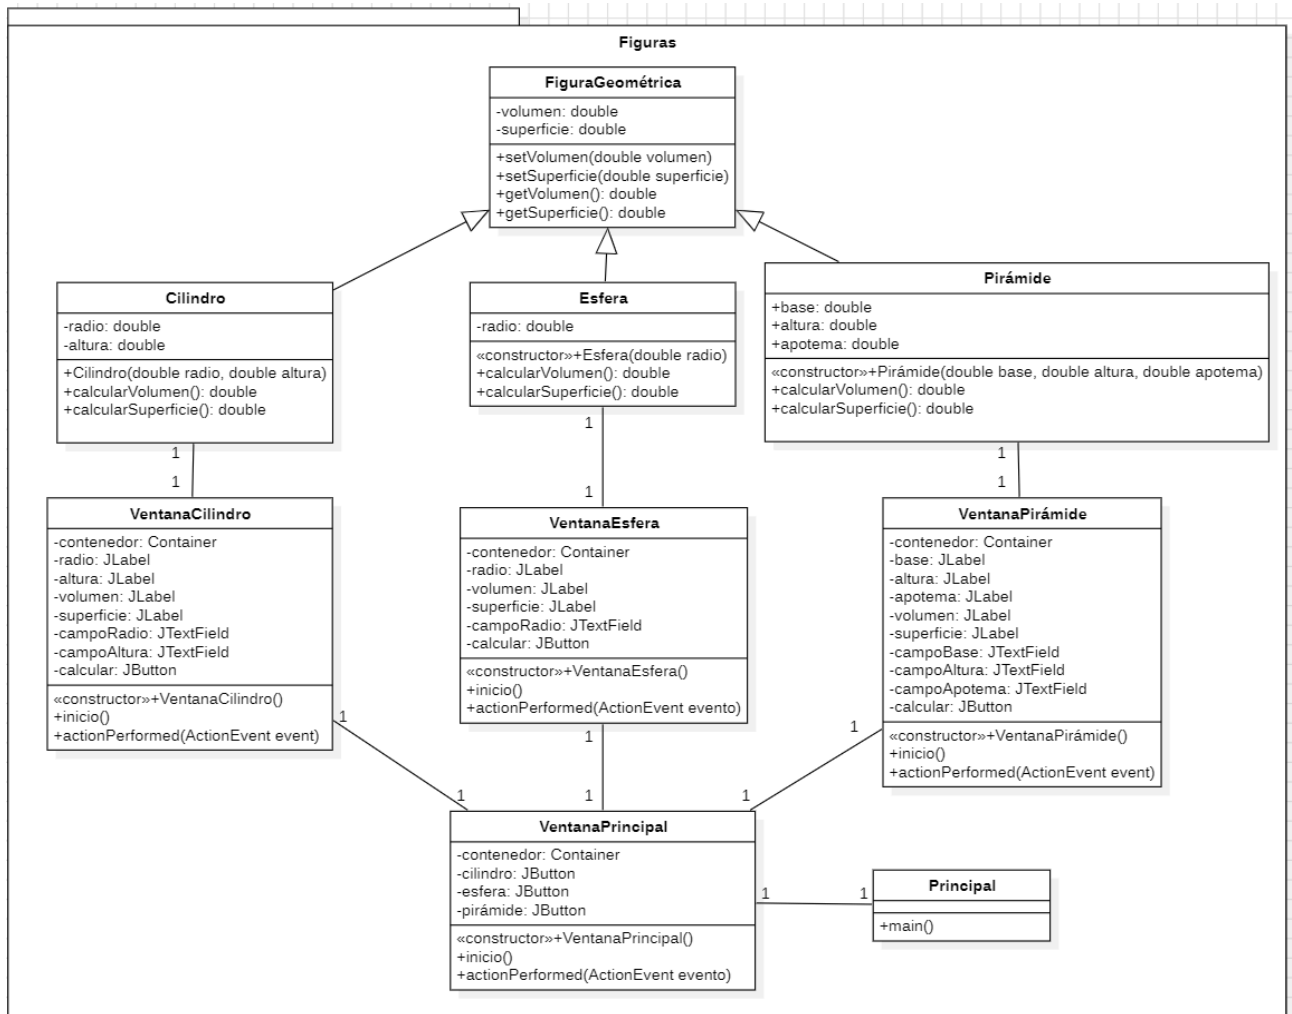 Figuras
FiguraGeométrica
-volumen: double
-superficie: double
+setVolumen(double volumen)
+setSuperficie(double superficie)
+getVolumen(): double
+getSuperficie(): double
Cilindro
-radio: double
-altura: double
+Cilindro(double radio, double altura)
+calcularVolumen(): double
+calcularSuperficie(): double
Esfera
-radio: double
«constructor»+Esfera(double radio)
+calcularVolumen(): double
+calcularSuperficie(): double
Pirámide
+base: double
+altura: double
+apotema: double
«constructor»+Pirámide(double base, double altura, double apotema)
+calcularVolumen(): double
+calcularSuperficie(): double
1
1
1
1
1
1
VentanaCilindro
-contenedor: Container
-radio: JLabel
-altura: JLabel
-volumen: JLabel
-superficie: JLabel
-campoRadio: JTextField
-campoAltura: JTextField
-calcular: JButton
«constructor»+VentanaCilindro()
+inicio()
+actionPerformed(ActionEvent event)
VentanaEsfera
-contenedor: Container
-radio: JLabel
-volumen: JLabel
-superficie: JLabel
-campoRadio: JTextField
-calcular: JButton
«constructor»+VentanaEsfera()
+inicio()
+actionPerformed(ActionEvent evento)
VentanaPirámide
-contenedor: Container
-base: JLabel
-altura: JLabel
-apotema: JLabel
-volumen: JLabel
-superficie: JLabel
-campoBase: JTextField
-campoAltura: JTextField
-campoApotema: JTextField
-calcular: JButton
«constructor»+VentanaPirámide()
+inicio()
+actionPerformed(ActionEvent event)
1
1
1
1
1
1
VentanaPrincipal
-contenedor: Container
-cilindro: JButton
-esfera: JButton
-pirámide: JButton
«constructor»+VentanaPrincipal()
+inicio()
+actionPerformed(ActionEvent evento)
1
1
Principal
+main()